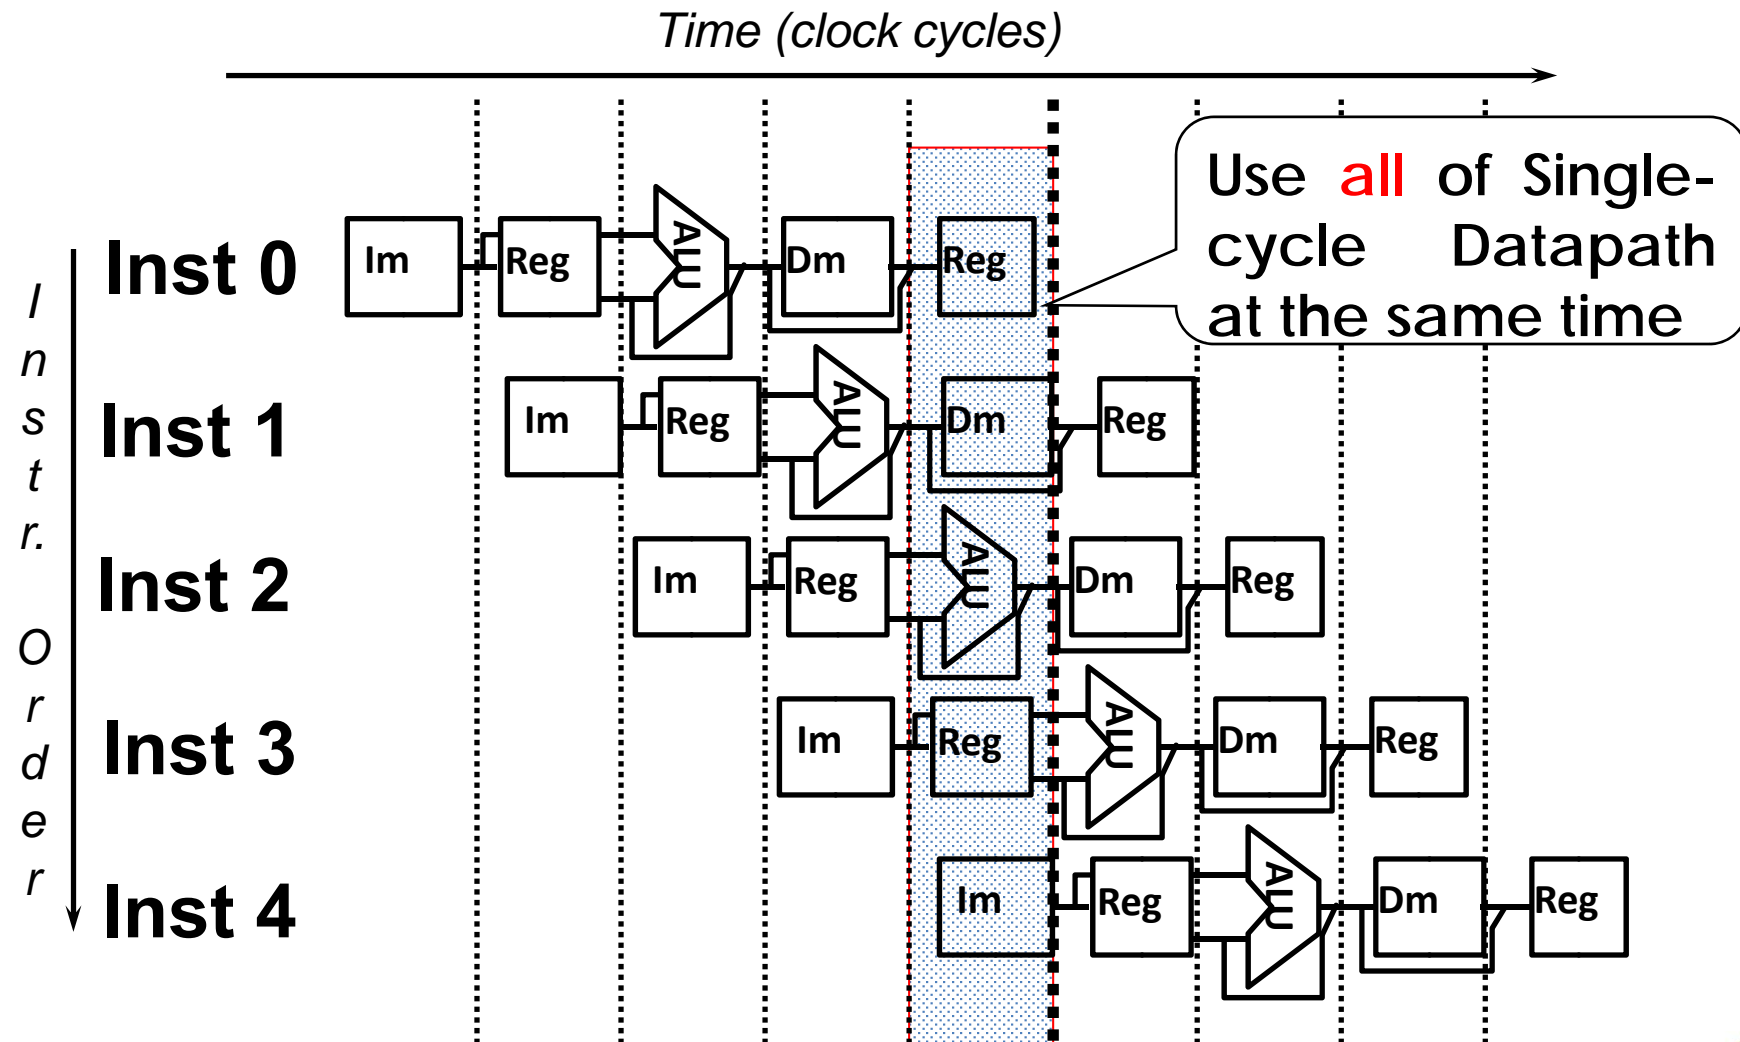 Time (clock cycles)
Use all of Single-
cycle Datapath
at the same time
Instr. Order
Inst 0
Im
Reg
ALU
Dm
Reg
Inst 1
Im
Reg
ALU
Dm
Reg
Inst 2
Im
Reg
ALU
Dm
Reg
Inst 3
Im
Reg
ALU
Dm
Reg
Inst 4
Im
Reg
ALU
Dm
Reg